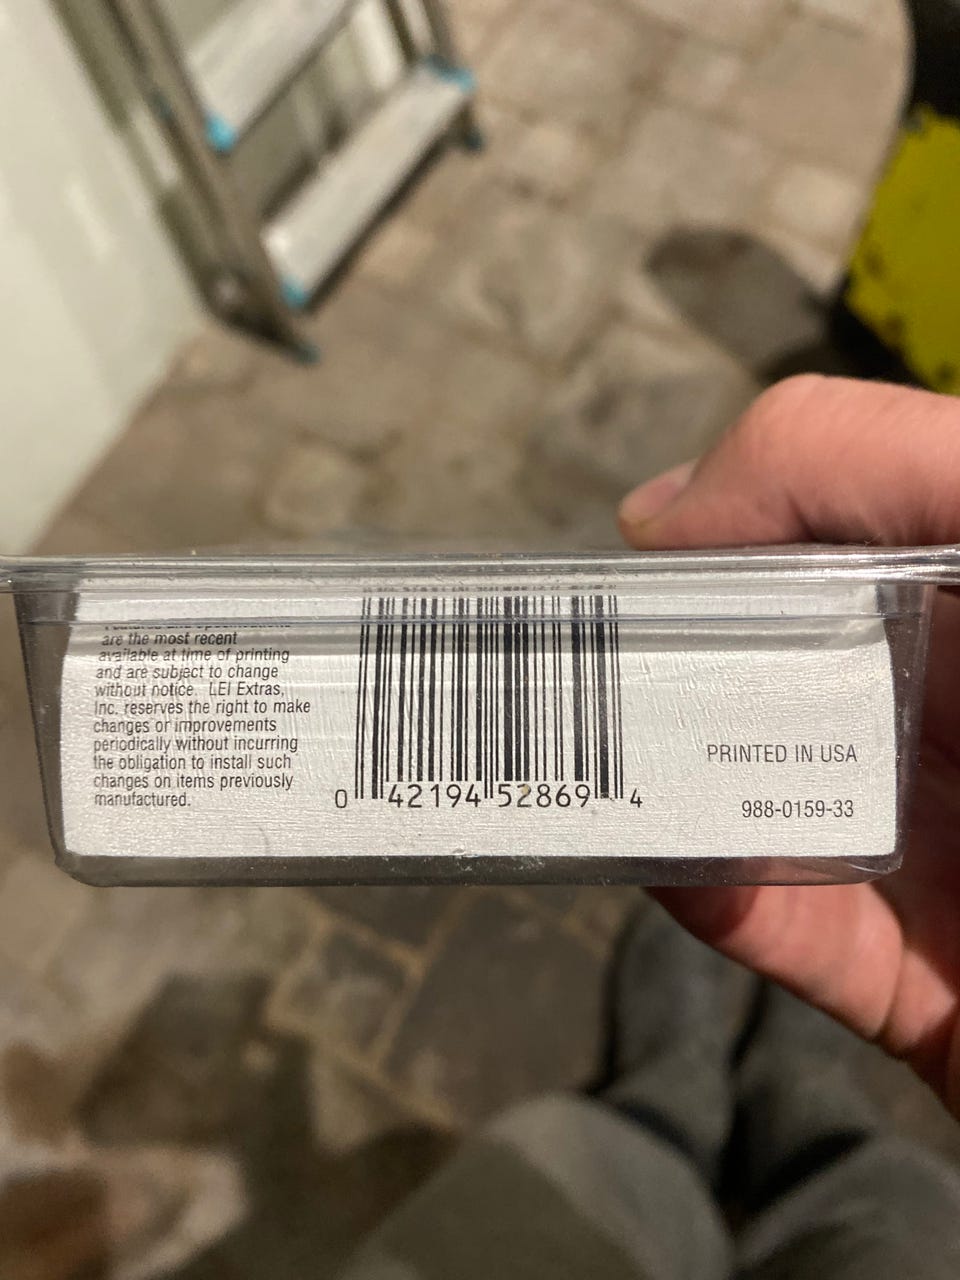 are the most recent
available at time of printing
and are subject to change
without notice. LEI Extras,
Inc. reserves the right to make
changes or improvements
periodically without incurring
the obligation to install such
changes on items previously
manufactured.
0 42194 52869 4
PRINTED IN USA
988-0159-33